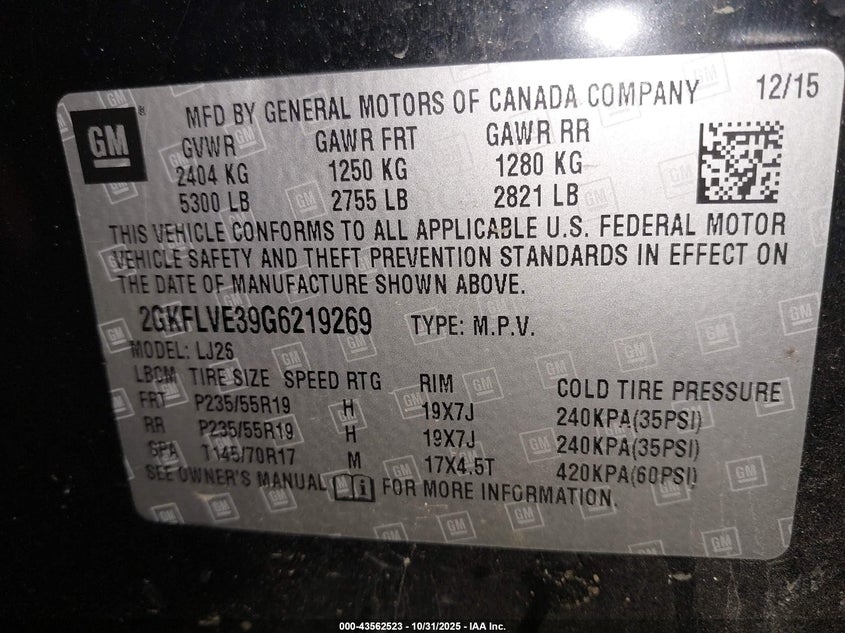 GM
®
MFD BY GENERAL MOTORS OF CANADA COMPANY 12/15
GVWR GAWR FRT GAWR RR
2404 KG 1250 KG 1280 KG
5300 LB 2755 LB 2821 LB
THIS VEHICLE CONFORMS TO ALL APPLICABLE U.S. FEDERAL MOTOR
VEHICLE SAFETY AND THEFT PREVENTION STANDARDS IN EFFECT ON
THE DATE OF MANUFACTURE SHOWN ABOVE.
2GKFLVE39G6219269 TYPE: M.P.V.
MODEL: LJ26
LBCM TIRE SIZE SPEED RTG RIM COLD TIRE PRESSURE
FRT P235/55R19 H 19X7J 240KPA(35PSI)
RR P235/55R19 H 19X7J 240KPA(35PSI)
SPA T145/70R17 M 17X4.5T 420KPA(60PSI)
SEE OWNER'S MANUAL i FOR MORE INFORMATION.
000-43562523 - 10/31/2025 - IAA Inc.